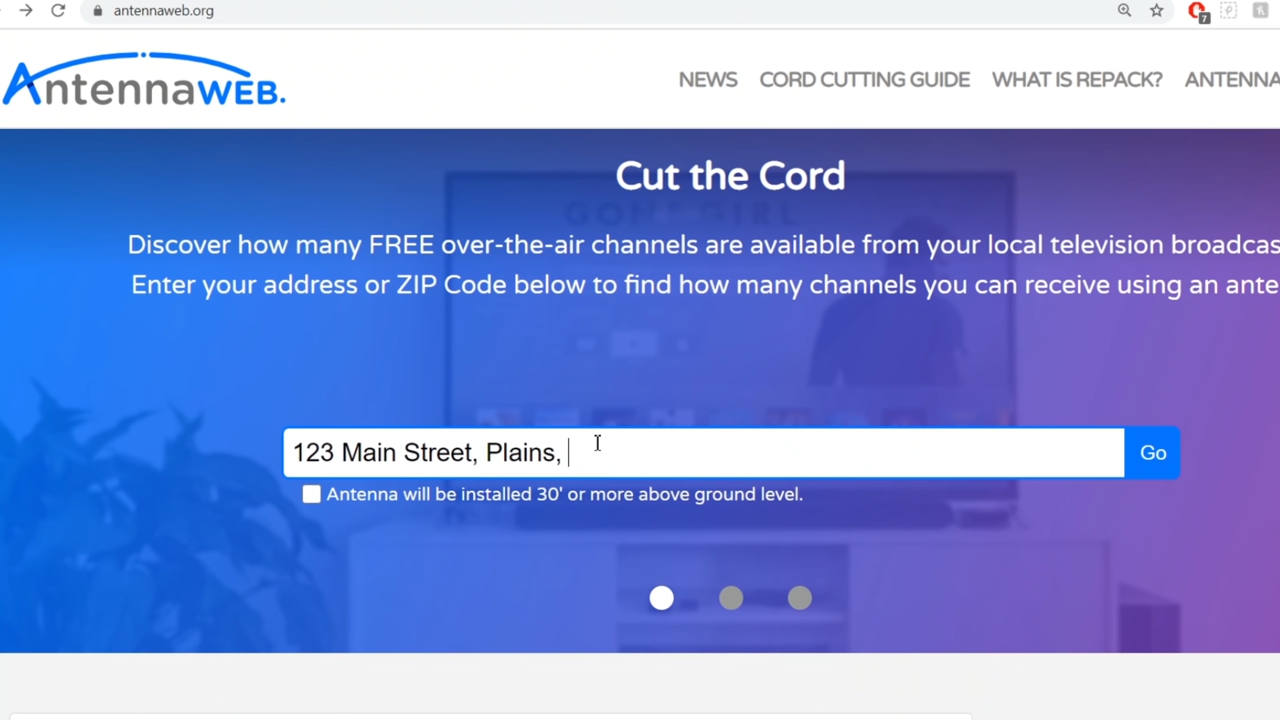 antennaweb.org
7
AntennaWEB.
NEWS CORD CUTTING GUIDE WHAT IS REPACK? ANTENNA
Cut the Cord
GONE GIRL
Discover how many FREE over-the-air channels are available from your local television broadcas
Enter your address or ZIP Code below to find how many channels you can receive using an ante
123 Main Street, Plains,
Go
Antenna will be installed 30' or more above ground level.